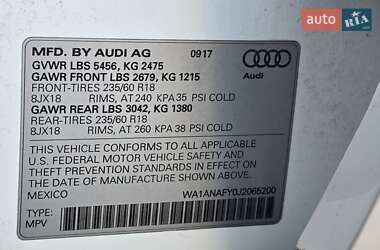 auto RIA
MFD. BY AUDI AG 0917
GVWR LBS 5456, KG 2475
GAWR FRONT LBS 2679, KG 1215
FRONT-TIRES 235/60 R18
8JX18 RIMS, AT 240 KPA 35 PSI COLD
GAWR REAR LBS 3042, KG 1380
REAR-TIRES 235/60 R18
8JX18 RIMS, AT 260 KPA 38 PSI COLD
Audi
THIS VEHICLE CONFORMS TO ALL APPLICABLE
U.S. FEDERAL MOTOR VEHICLE SAFETY STANDARDS
IN EFFECT ON THE
DATE OF MANUFACTURE SHOWN ABOVE.
MEXICO WA1ANAFY0J2065200
TYPE:
MPV